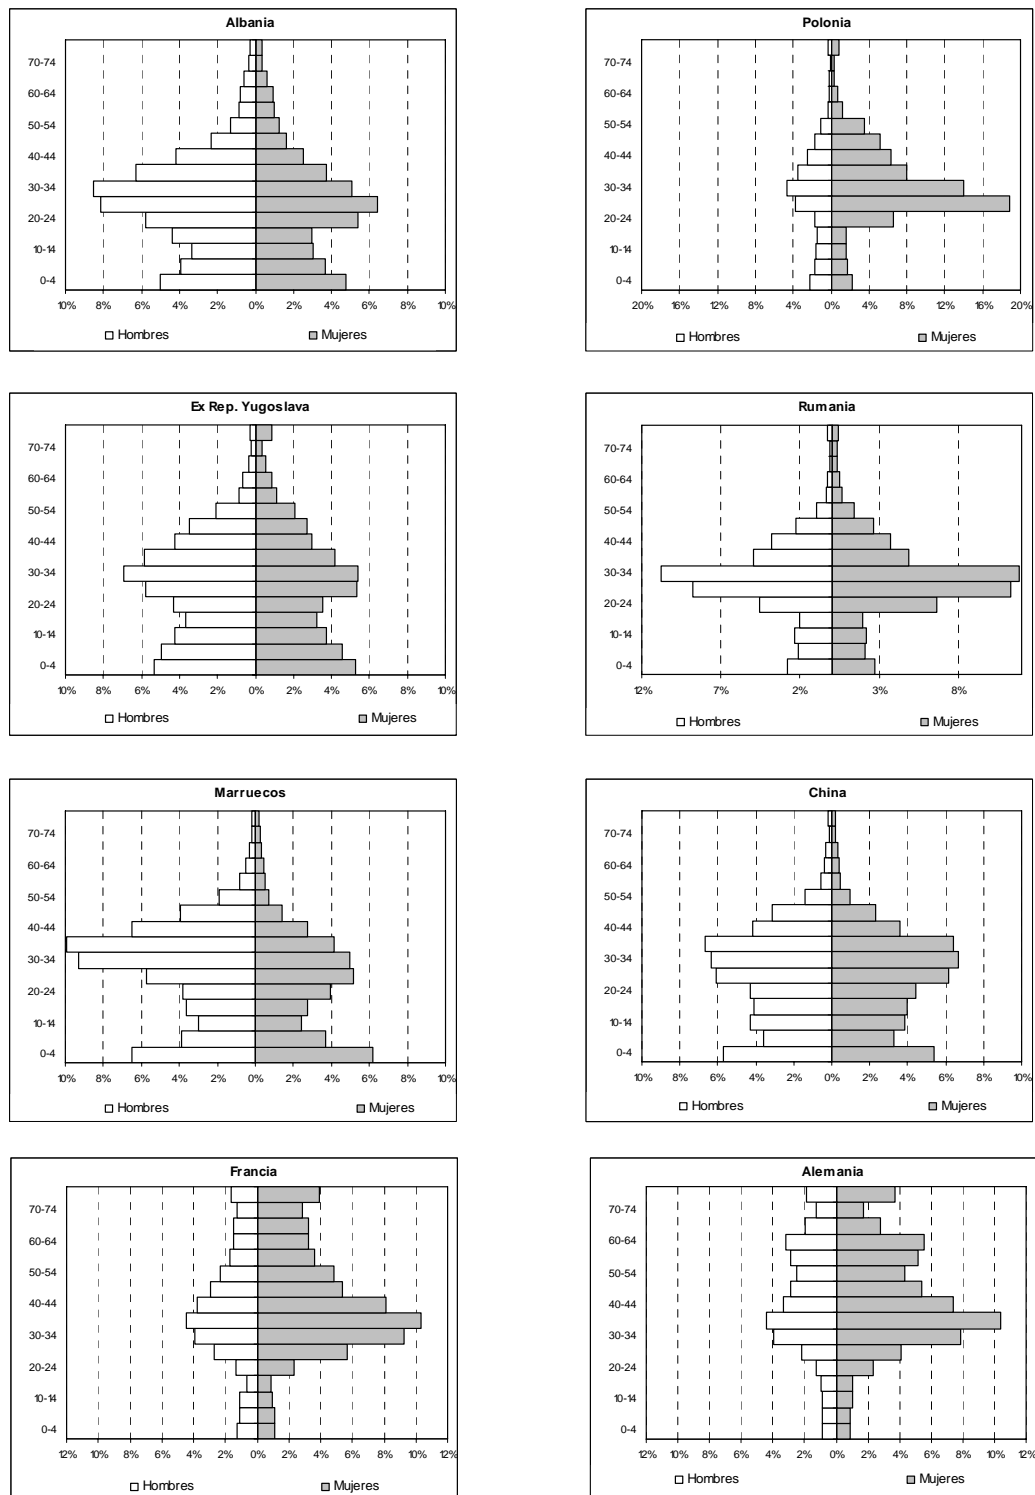 Albania
70-74
60-64
50-54
40-44
30-34
20-24
10-14
0-4
10% 8% 6% 4% 2% 0% 2% 4% 6% 8% 10%
Hombres Mujeres
Polonia
70-74
60-64
50-54
40-44
30-34
20-24
10-14
0-4
20% 16% 12% 8% 4% 0% 4% 8% 12% 16% 20%
Hombres Mujeres
Ex Rep. Yugoslava
70-74
60-64
50-54
40-44
30-34
20-24
10-14
0-4
10% 8% 6% 4% 2% 0% 2% 4% 6% 8% 10%
Hombres Mujeres
Rumania
70-74
60-64
50-54
40-44
30-34
20-24
10-14
0-4
12% 7% 2% 3% 8%
Hombres Mujeres
Marruecos
70-74
60-64
50-54
40-44
30-34
20-24
10-14
0-4
10% 8% 6% 4% 2% 0% 2% 4% 6% 8% 10%
Hombres Mujeres
China
70-74
60-64
50-54
40-44
30-34
20-24
10-14
0-4
10% 8% 6% 4% 2% 0% 2% 4% 6% 8% 10%
Hombres Mujeres
Francia
70-74
60-64
50-54
40-44
30-34
20-24
10-14
0-4
12% 10% 8% 6% 4% 2% 0% 2% 4% 6% 8% 10% 12%
Hombres Mujeres
Alemania
70-74
60-64
50-54
40-44
30-34
20-24
10-14
0-4
12% 10% 8% 6% 4% 2% 0% 2% 4% 6% 8% 10% 12%
Hombres Mujeres